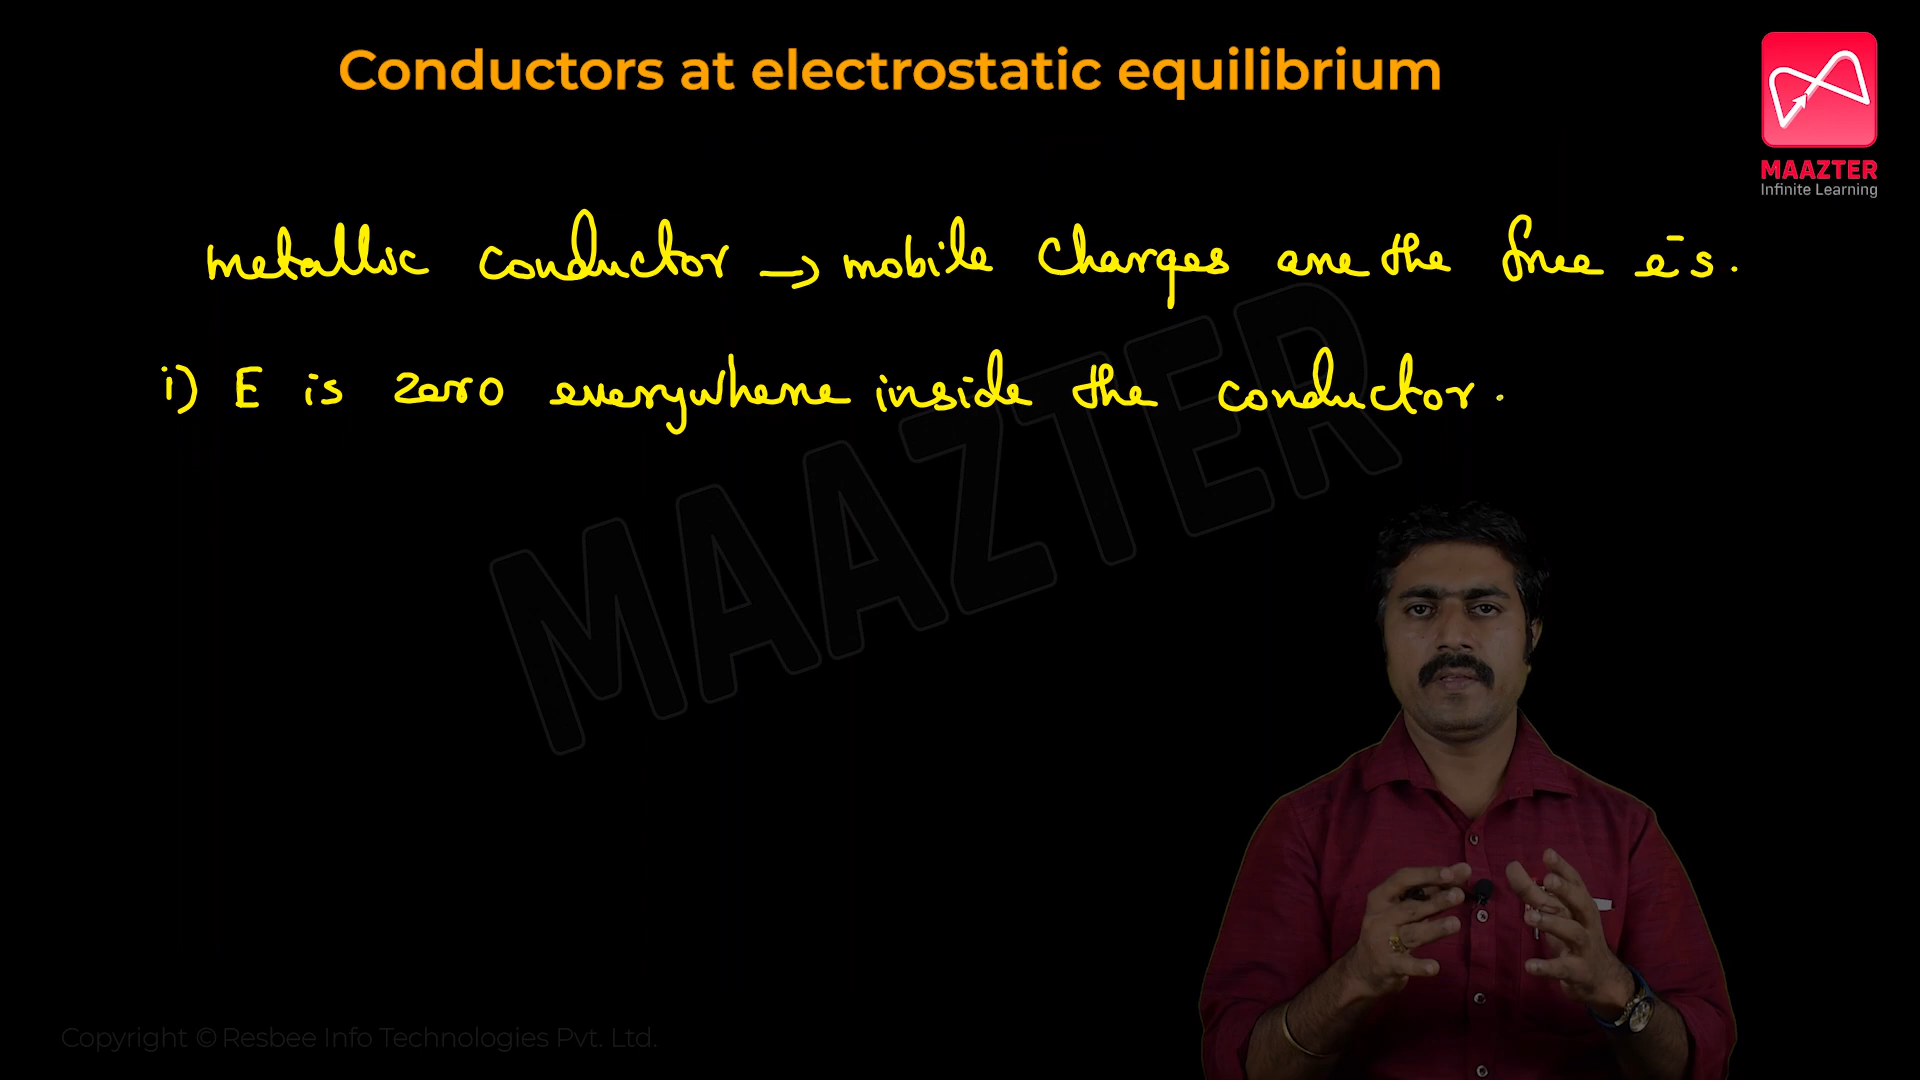 Conductors at electrostatic equilibrium
MAAZTER
Infinite Learning
metallic conductor → mobile charges are the free e⁻s.
i) E is zero everywhere inside the conductor.
MAAZTER
Copyright © Resbee Info Technologies Pvt. Ltd.